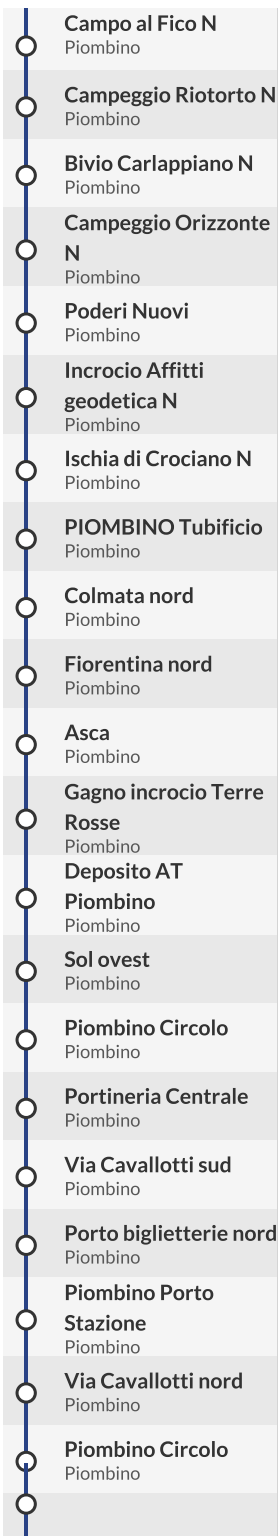 Campo al Fico N
Piombino
Campeggio Riotorto N
Piombino
Bivio Carlappiano N
Piombino
Campeggio Orizzonte
N
Piombino
Poderi Nuovi
Piombino
Incrocio Affitti
geodetica N
Piombino
Ischia di Crociano N
Piombino
PIOMBINO Tubificio
Piombino
Colmata nord
Piombino
Fiorentina nord
Piombino
Asca
Piombino
Gagno incrocio Terre
Rosse
Piombino
Deposito AT
Piombino
Piombino
Sol ovest
Piombino
Piombino Circolo
Piombino
Portineria Centrale
Piombino
Via Cavallotti sud
Piombino
Porto biglietterie nord
Piombino
Piombino Porto
Stazione
Piombino
Via Cavallotti nord
Piombino
Piombino Circolo
Piombino